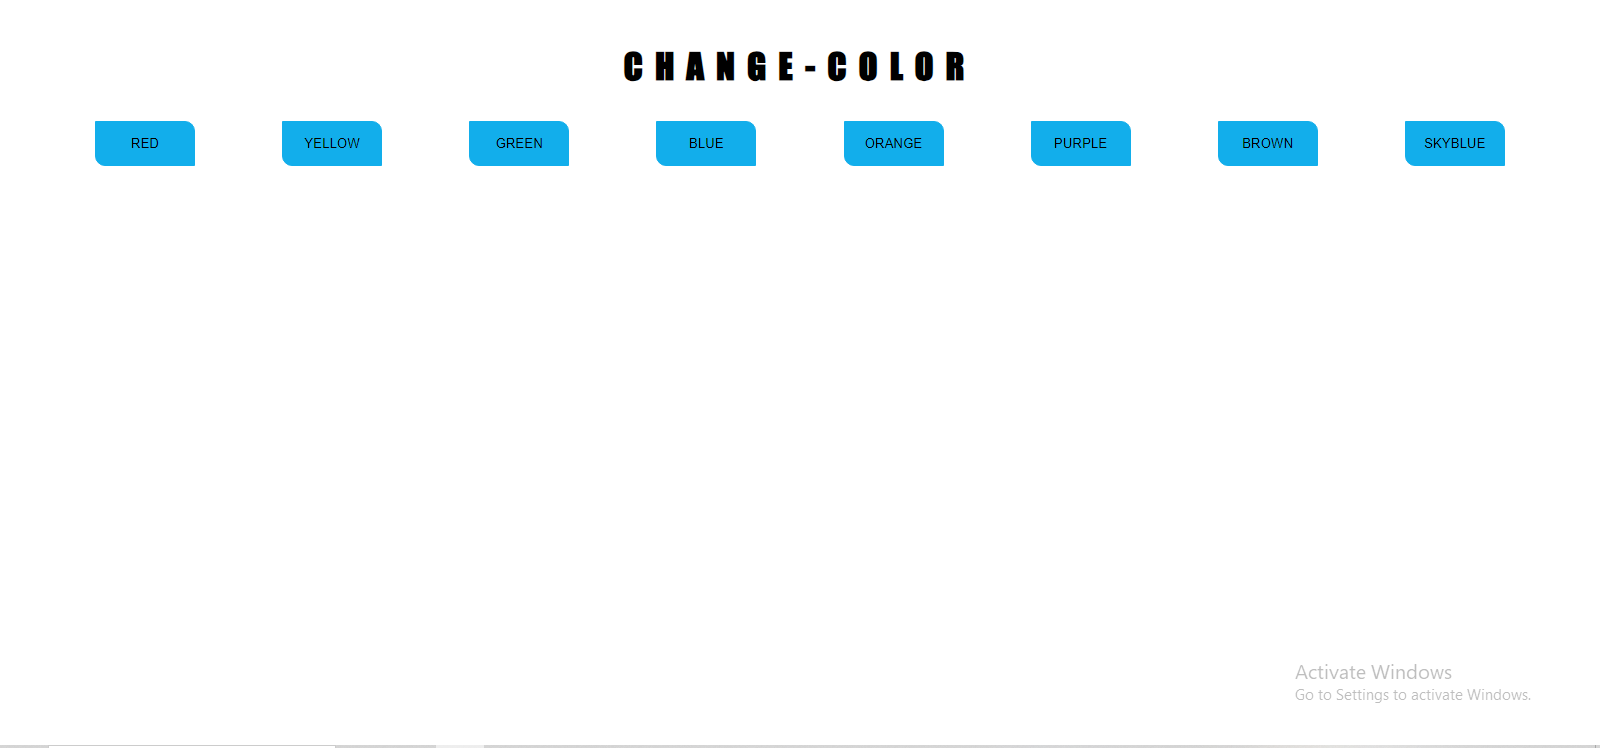 CHANGE-COLOR
RED YELLOW GREEN BLUE ORANGE PURPLE BROWN SKYBLUE
Activate Windows
Go to Settings to activate Windows.